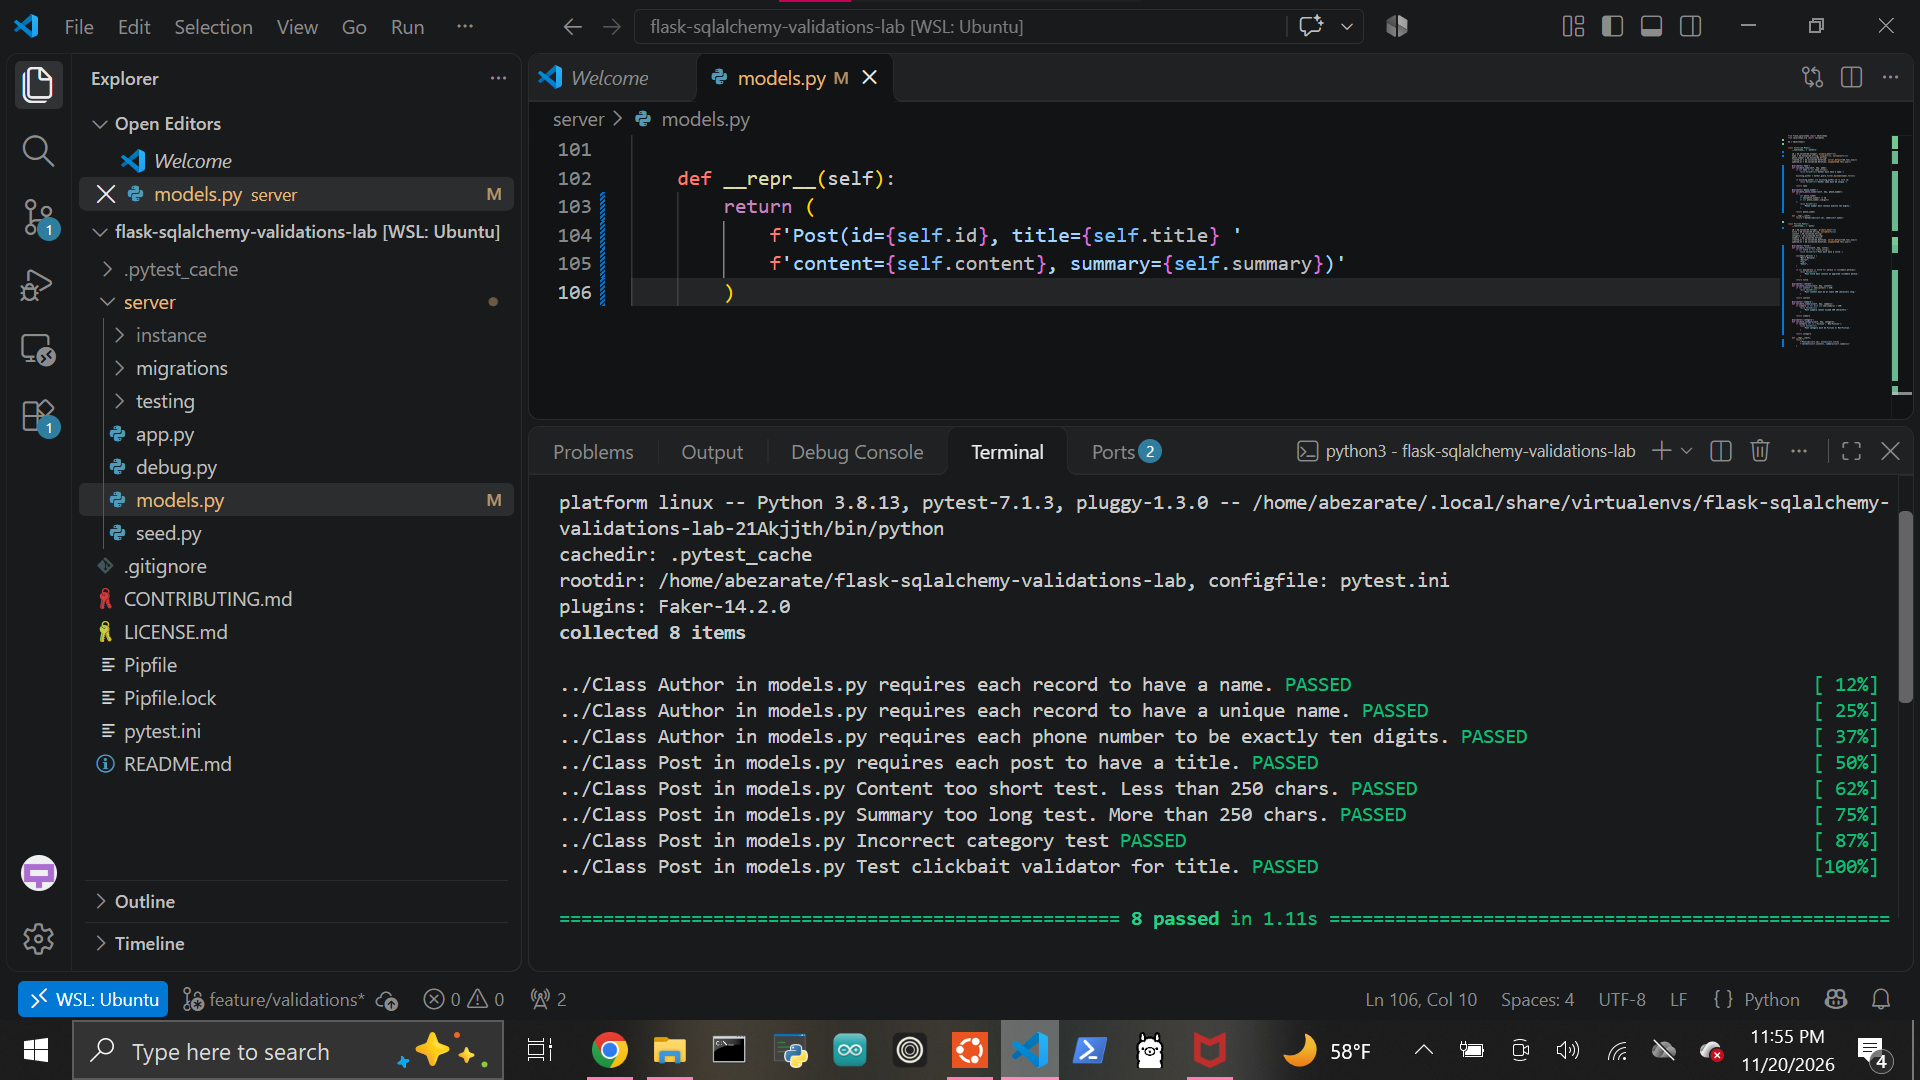 File Edit Selection View Go Run ···
flask-sqlalchemy-validations-lab [WSL: Ubuntu]
Explorer
Open Editors
Welcome
models.py server M
flask-sqlalchemy-validations-lab [WSL: Ubuntu]
.pytest_cache
server
instance
migrations
testing
app.py
debug.py
models.py M
seed.py
.gitignore
CONTRIBUTING.md
LICENSE.md
Pipfile
Pipfile.lock
pytest.ini
README.md
Outline
Timeline
1
1
Welcome
models.py M
server > models.py
101
102 def __repr__(self):
103 return (
104 f'Post(id={self.id}, title={self.title} '
105 f'content={self.content}, summary={self.summary})'
106 )
Problems Output Debug Console Terminal Ports 2
python3 - flask-sqlalchemy-validations-lab
platform linux -- Python 3.8.13, pytest-7.1.3, pluggy-1.3.0 -- /home/abezarate/.local/share/virtualenvs/flask-sqlalchemy-
validations-lab-21Akjjth/bin/python
cachedir: .pytest_cache
rootdir: /home/abezarate/flask-sqlalchemy-validations-lab, configfile: pytest.ini
plugins: Faker-14.2.0
collected 8 items
../Class Author in models.py requires each record to have a name. PASSED [ 12%]
../Class Author in models.py requires each record to have a unique name. PASSED [ 25%]
../Class Author in models.py requires each phone number to be exactly ten digits. PASSED [ 37%]
../Class Post in models.py requires each post to have a title. PASSED [ 50%]
../Class Post in models.py Content too short test. Less than 250 chars. PASSED [ 62%]
../Class Post in models.py Summary too long test. More than 250 chars. PASSED [ 75%]
../Class Post in models.py Incorrect category test PASSED [ 87%]
../Class Post in models.py Test clickbait validator for title. PASSED [100%]
=================================================== 8 passed in 1.11s ===================================================
WSL: Ubuntu feature/validations* 0 0 2 Ln 106, Col 10 Spaces: 4 UTF-8 LF { } Python
Type here to search
58°F
11:55 PM
11/20/2026
4